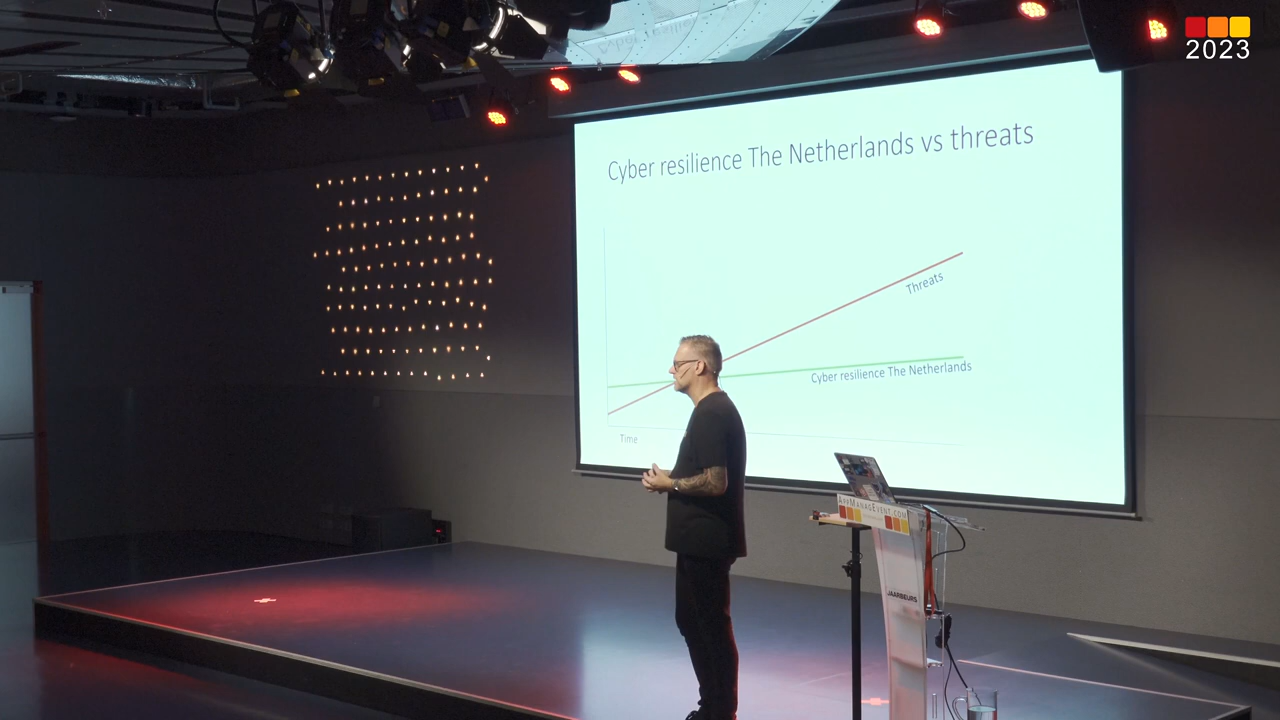 2023
Cyber resilience The Netherlands vs threats
Threats
Cyber resilience The Netherlands
Time
APPMANAGEVENT.COM
JAARBEURS